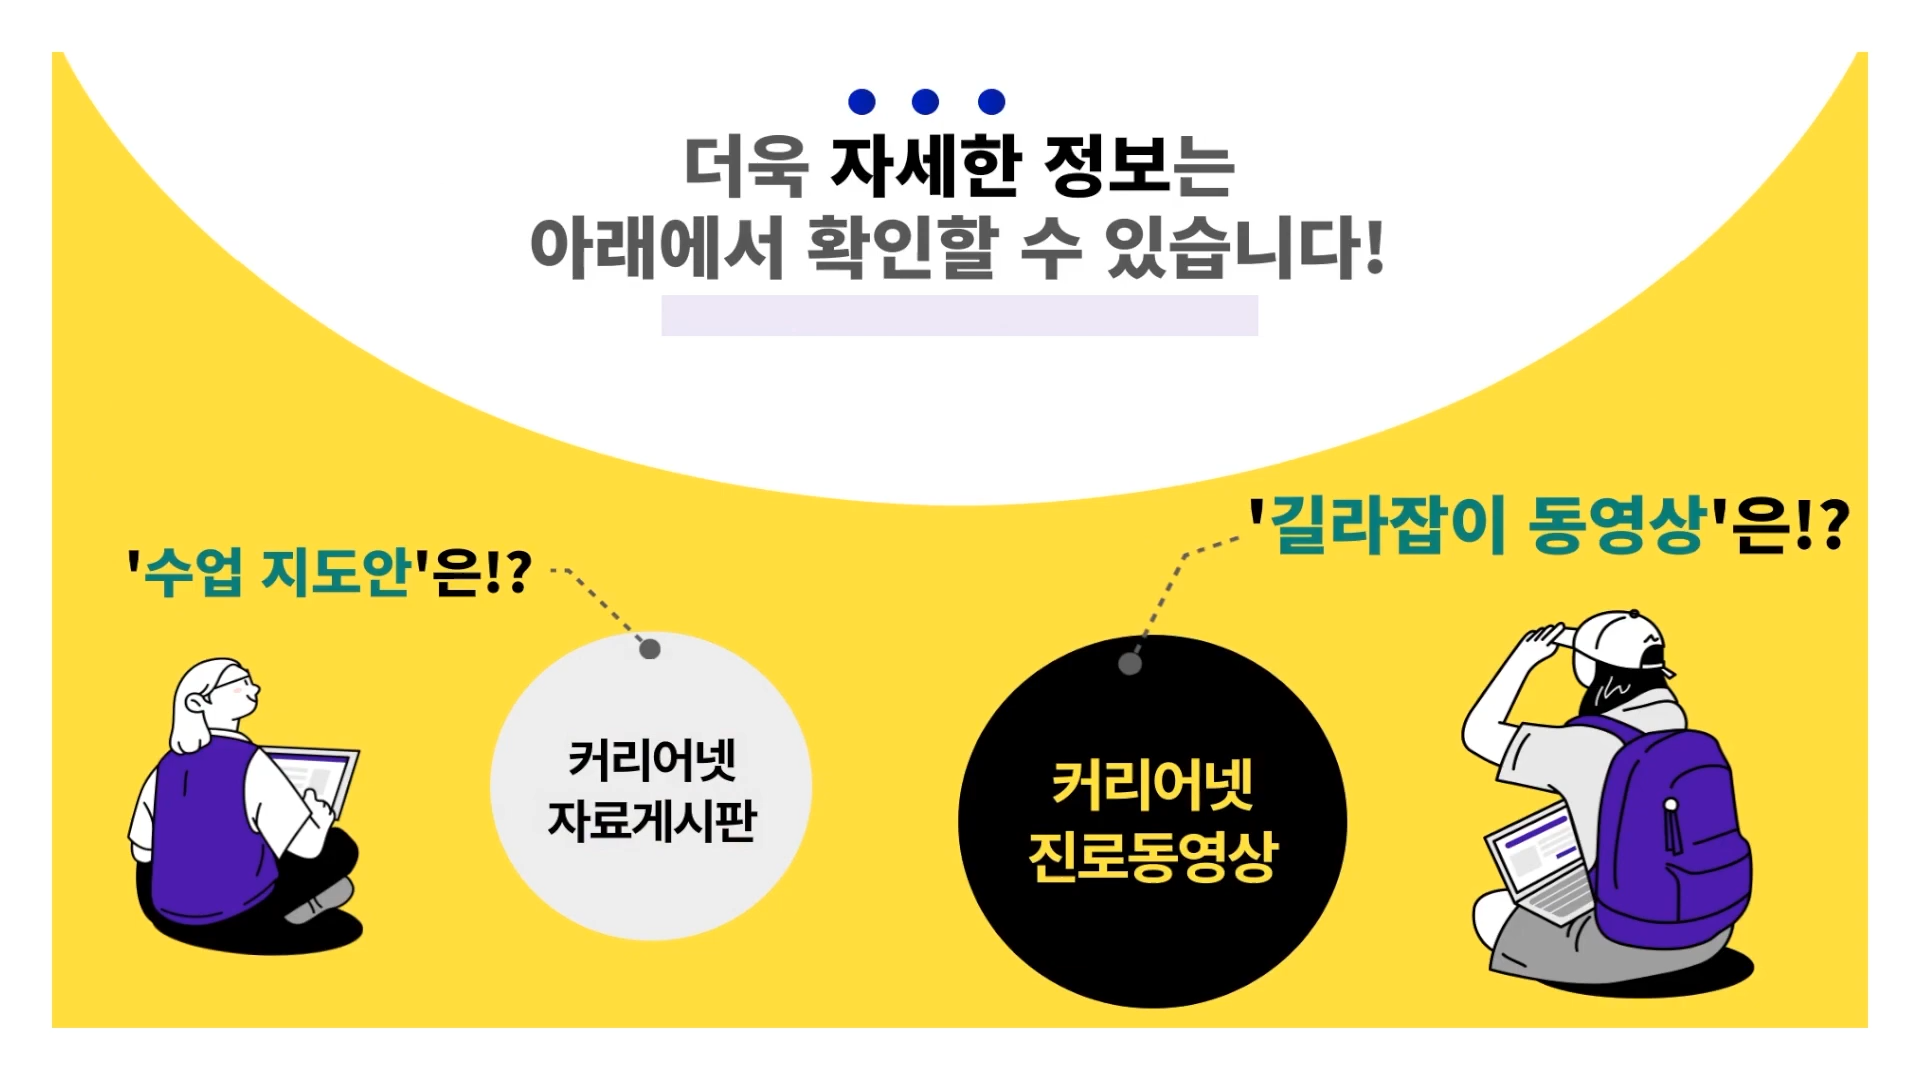 더욱 자세한 정보는
아래에서 확인할 수 있습니다!
'수업 지도안'은!?
커리어넷
자료게시판
'길라잡이 동영상'은!?
커리어넷
진로동영상